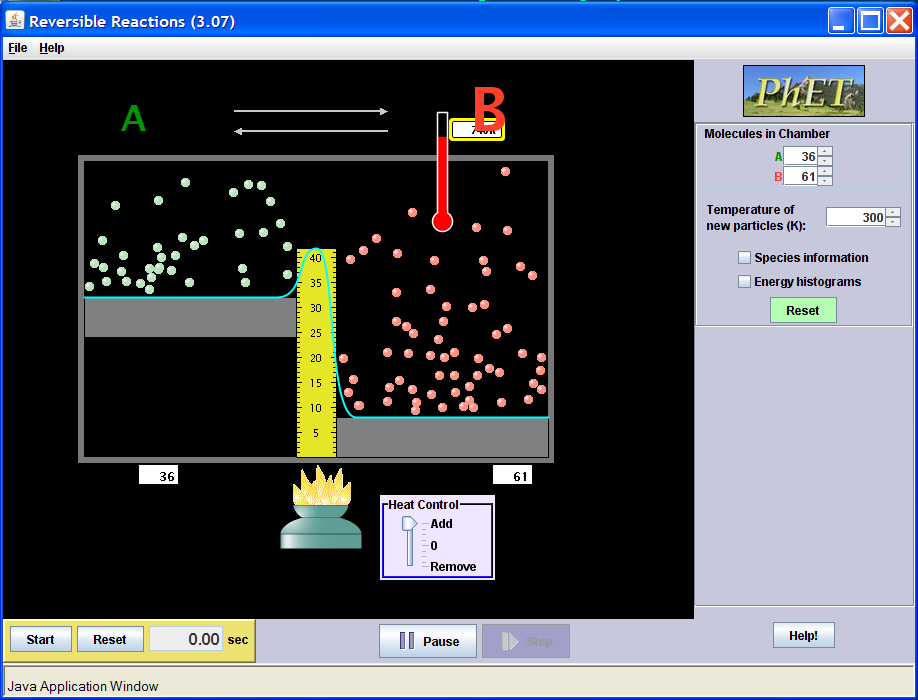 Reversible Reactions (3.07)
File Help
A
B
PhET
Molecules in Chamber
A 36
B 61
Temperature of
new particles (K):
300
Species information
Energy histograms
Reset
40
35
30
25
20
15
10
5
36
61
Heat Control
Add
0
Remove
Start Reset 0.00 sec
Pause
Step
Help!
Java Application Window